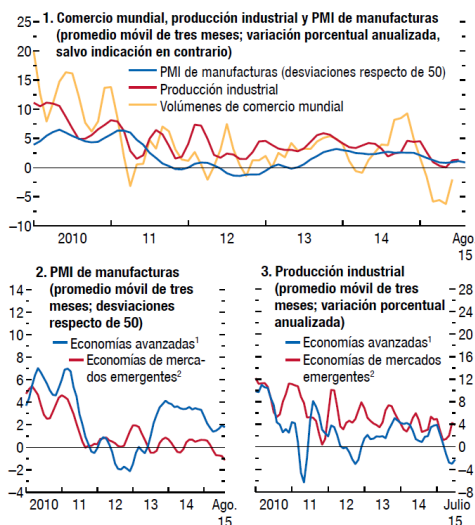 1. Comercio mundial, producción industrial y PMI de manufacturas
(promedio móvil de tres meses; variación porcentual anualizada,
salvo indicación en contrario)
PMI de manufacturas (desviaciones respecto de 50)
Producción industrial
Volúmenes de comercio mundial
25
20
15
10
5
0
–5
–10
2010 11 12 13 14 Ago.
15
2. PMI de manufacturas
(promedio móvil de tres
meses; desviaciones
respecto de 50)
Economías avanzadas1
Economías de merca-
dos emergentes2
14
12
10
8
6
4
2
0
–2
–4
2010 11 12 13 14 Ago.
15
3. Producción industrial
(promedio móvil de tres
meses; variación porcentual
anualizada)
Economías avanzadas1
Economías de mercados
emergentes2
28
24
20
16
12
8
4
0
–4
–8
2010 11 12 13 14 Julio
15